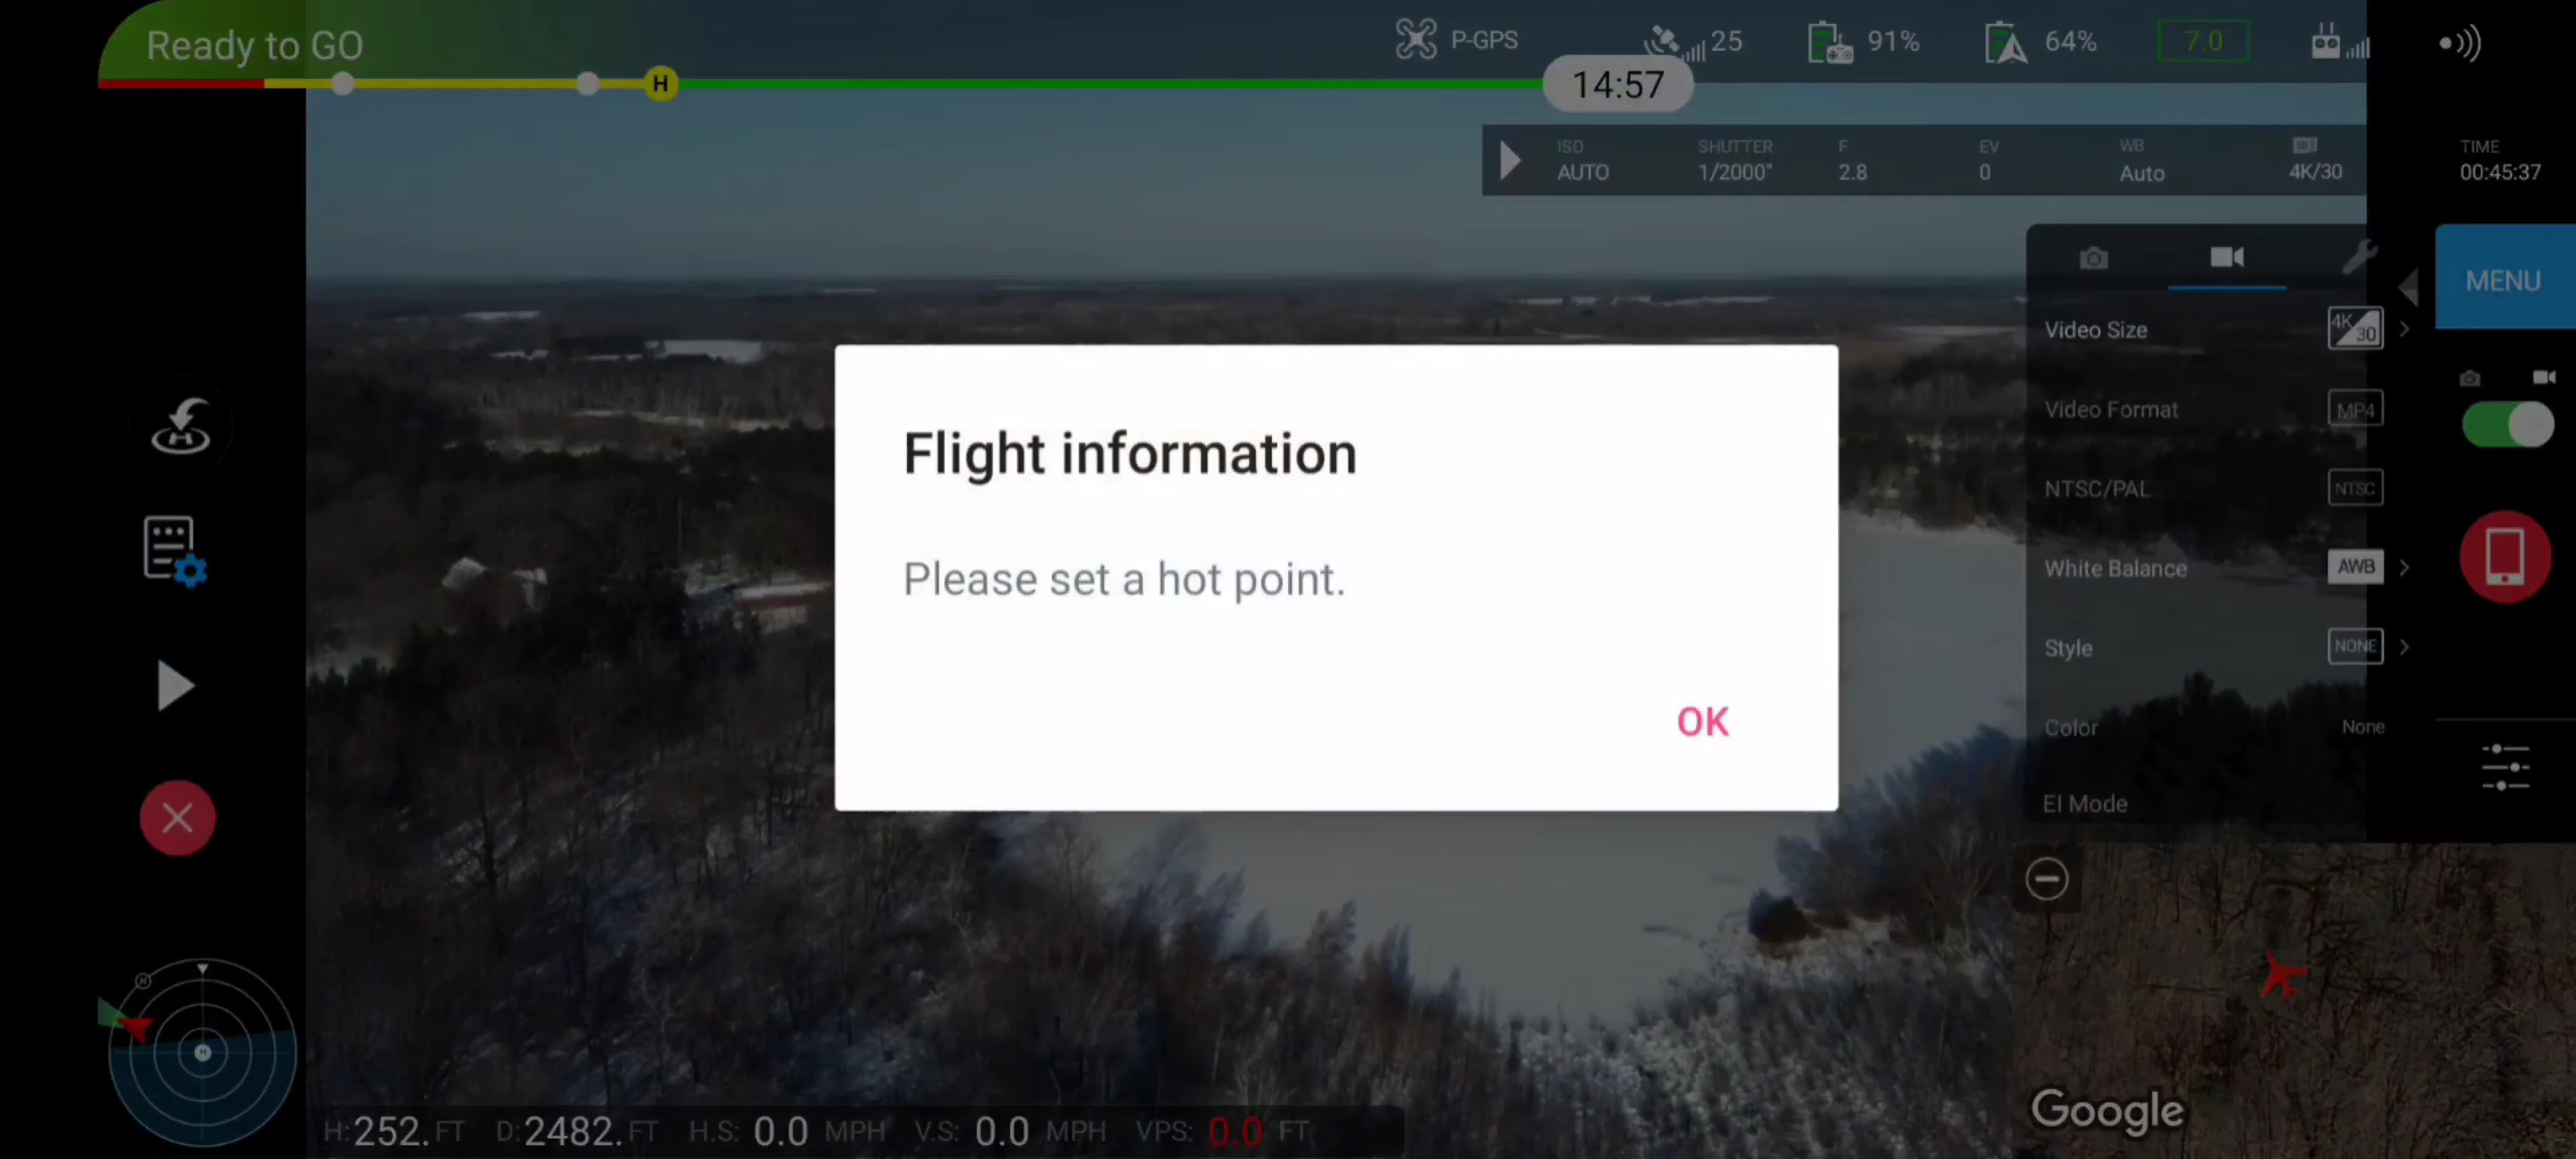 Ready to GO
P-GPS
25
91%
64%
7.0
H
14:57
ISO
AUTO
SHUTTER
1/2000"
F
2.8
EV
0
WB
Auto
4K/30
TIME
00:45:37
MENU
Video Size
4K 30
Video Format
MP4
NTSC/PAL
NTSC
White Balance
AWB
Style
NONE
Color
None
EI Mode
Flight information
Please set a hot point.
OK
H
H
H
H:252. FT D:2482. FT H.S: 0.0 MPH V.S: 0.0 MPH VPS: 0.0 FT
Google